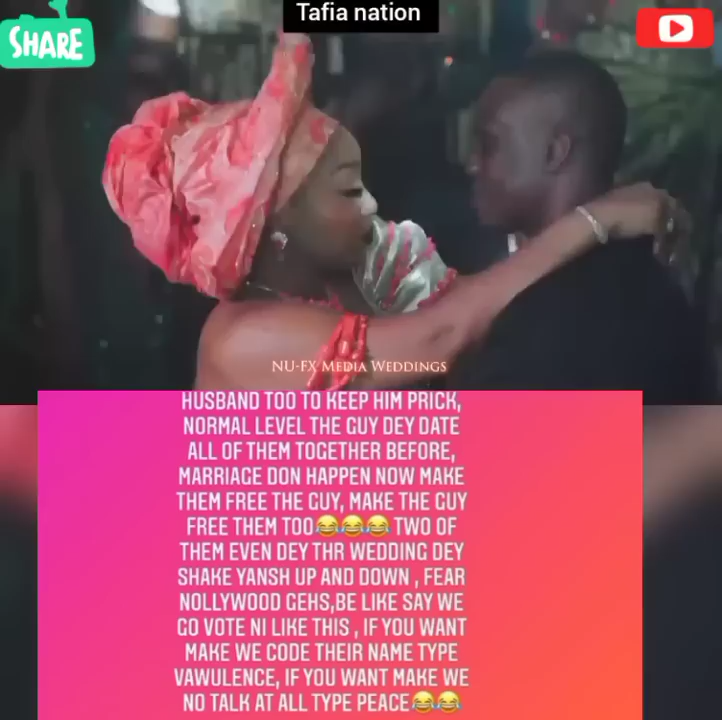 Tafia nation
SHARE
NU-FX MEDIA WEDDINGS
HUSBAND TOO TO KEEP HIM PRICK,
NORMAL LEVEL THE GUY DEY DATE
ALL OF THEM TOGETHER BEFORE,
MARRIAGE DON HAPPEN NOW MAKE
THEM FREE THE GUY, MAKE THE GUY
FREE THEM TOO😂😂😂 TWO OF
THEM EVEN DEY THR WEDDING DEY
SHAKE YANSH UP AND DOWN , FEAR
NOLLYWOOD GEHS,BE LIKE SAY WE
GO VOTE NI LIKE THIS , IF YOU WANT
MAKE WE CODE THEIR NAME TYPE
VAWULENCE, IF YOU WANT MAKE WE
NO TALK AT ALL TYPE PEACE😂😂